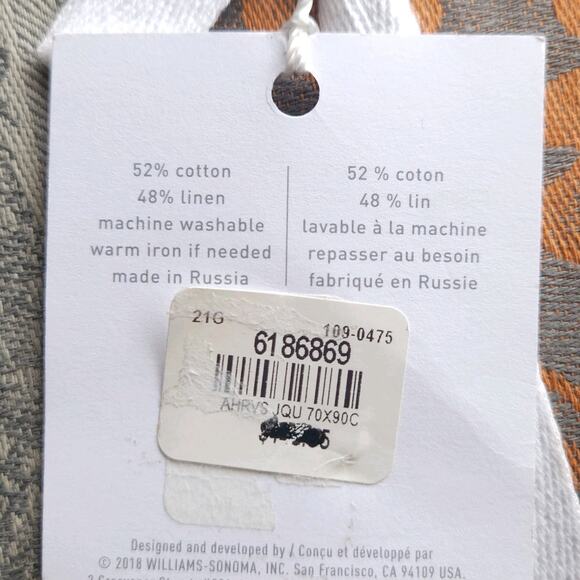 52% cotton
48% linen
machine washable
warm iron if needed
made in Russia
52 % coton
48 % lin
lavable à la machine
repasser au besoin
fabriqué en Russie
21G 109-0475
6186869
AHRVS JQU 70X90C
Designed and developed by / Conçu et développé par
© 2018 WILLIAMS-SONOMA, INC. San Francisco, CA 94109 USA.